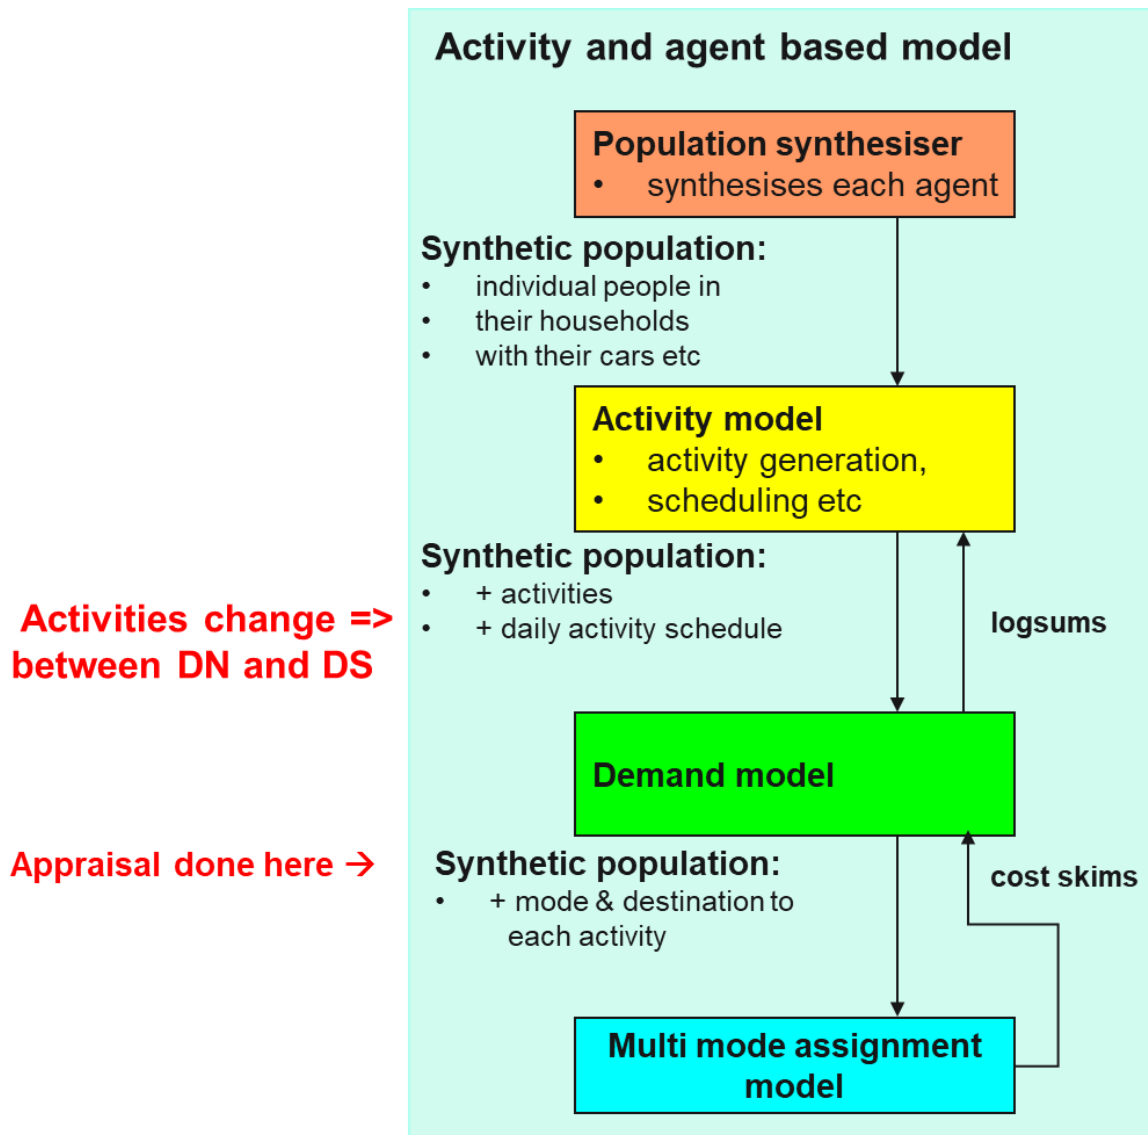 Activity and agent based model
Population synthesiser
• synthesises each agent
Synthetic population:
• individual people in
• their households
• with their cars etc
Activity model
• activity generation,
• scheduling etc
Synthetic population:
• + activities
• + daily activity schedule
logsums
Activities change =>
between DN and DS
Demand model
Appraisal done here →
Synthetic population:
• + mode & destination to
each activity
cost skims
Multi mode assignment
model